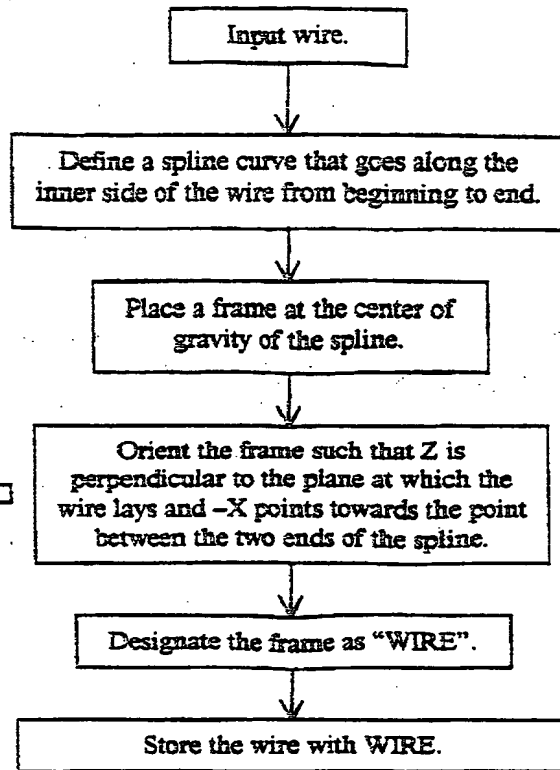 Input wire.
Define a spline curve that goes along the
inner side of the wire from beginning to end.
Place a frame at the center of
gravity of the spline.
Orient the frame such that Z is
perpendicular to the plane at which the
wire lays and –X points towards the point
between the two ends of the spline.
Designate the frame as “WIRE”.
Store the wire with WIRE.